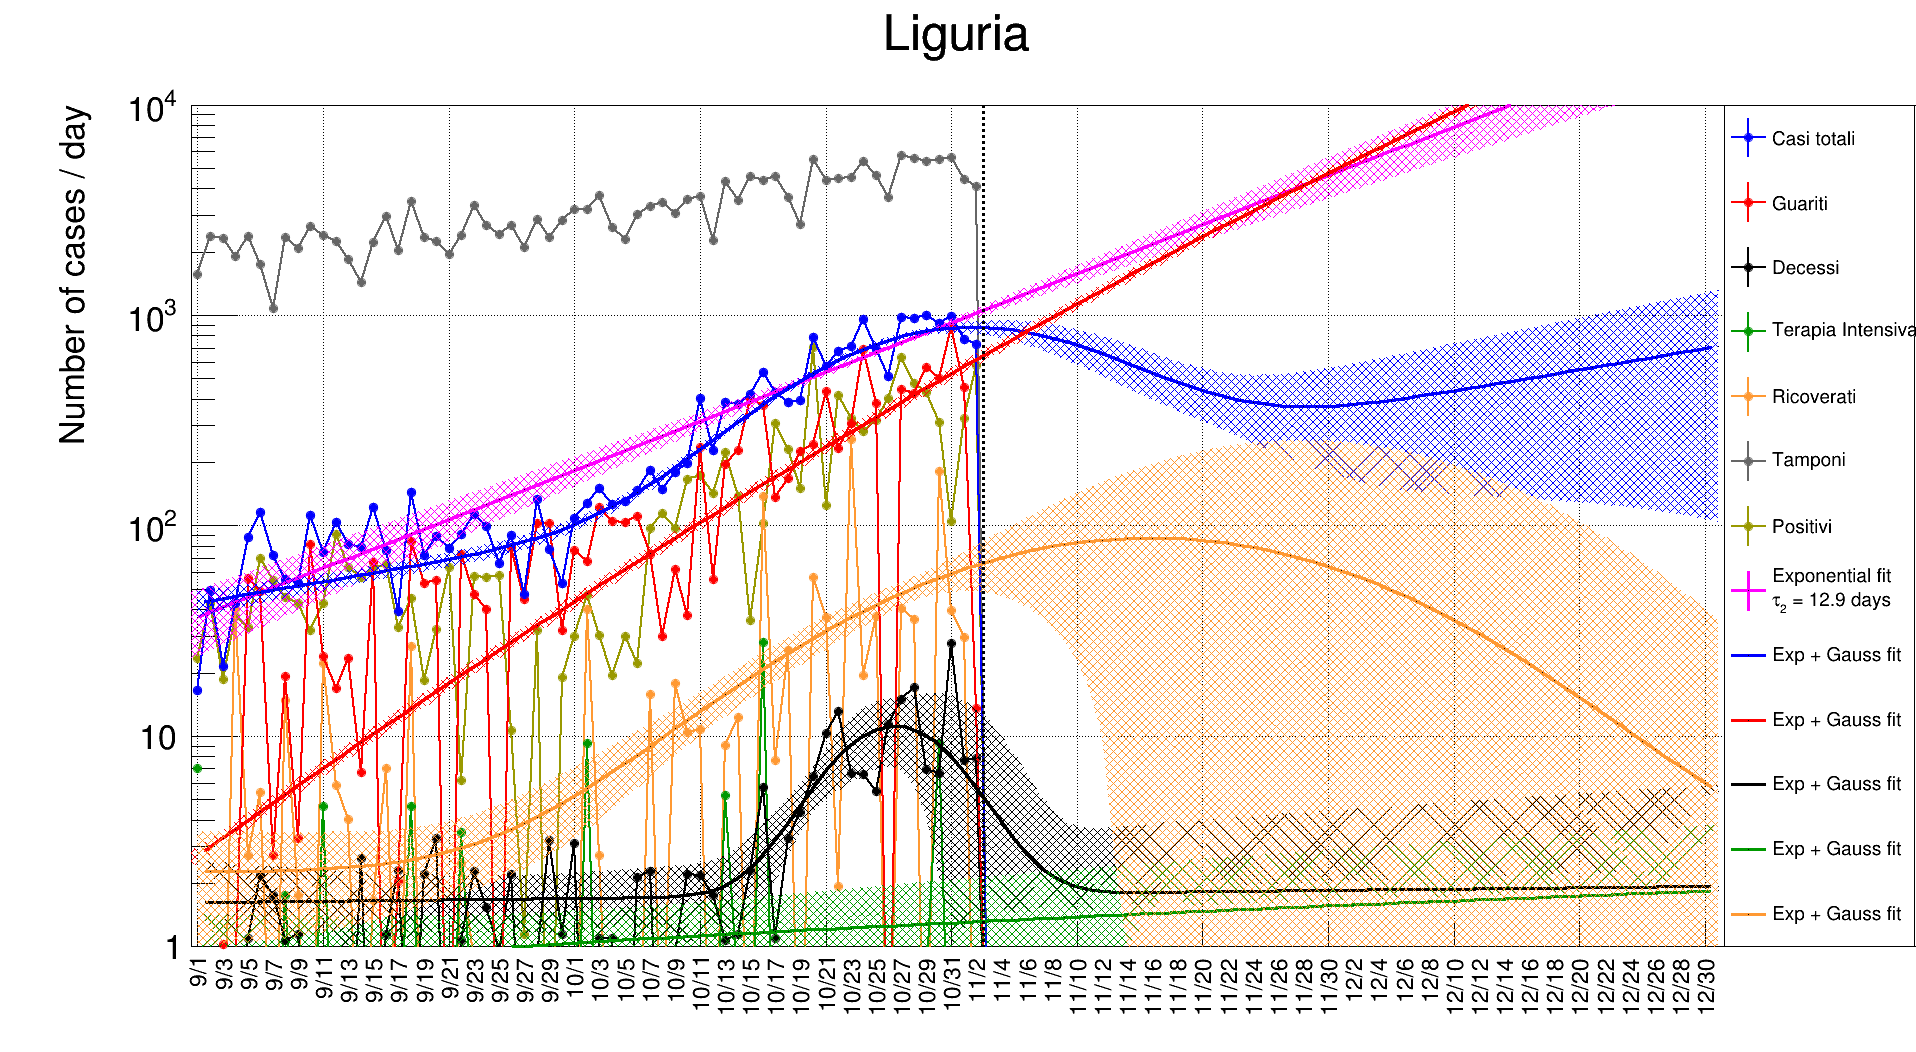 Liguria
Number of cases / day
10⁴
10³
10²
10
1
9/1 9/3 9/5 9/7 9/9 9/11 9/13 9/15 9/17 9/19 9/21 9/23 9/25 9/27 9/29 10/1 10/3 10/5 10/7 10/9 10/11 10/13 10/15 10/17 10/19 10/21 10/23 10/25 10/27 10/29 10/31 11/2 11/4 11/6 11/8 11/10 11/12 11/14 11/16 11/18 11/20 11/22 11/24 11/26 11/28 11/30 12/2 12/4 12/6 12/8 12/10 12/12 12/14 12/16 12/18 12/20 12/22 12/24 12/26 12/28 12/30
Casi totali
Guariti
Decessi
Terapia Intensiva
Ricoverati
Tamponi
Positivi
Exponential fit
τ₂ = 12.9 days
Exp + Gauss fit
Exp + Gauss fit
Exp + Gauss fit
Exp + Gauss fit
Exp + Gauss fit